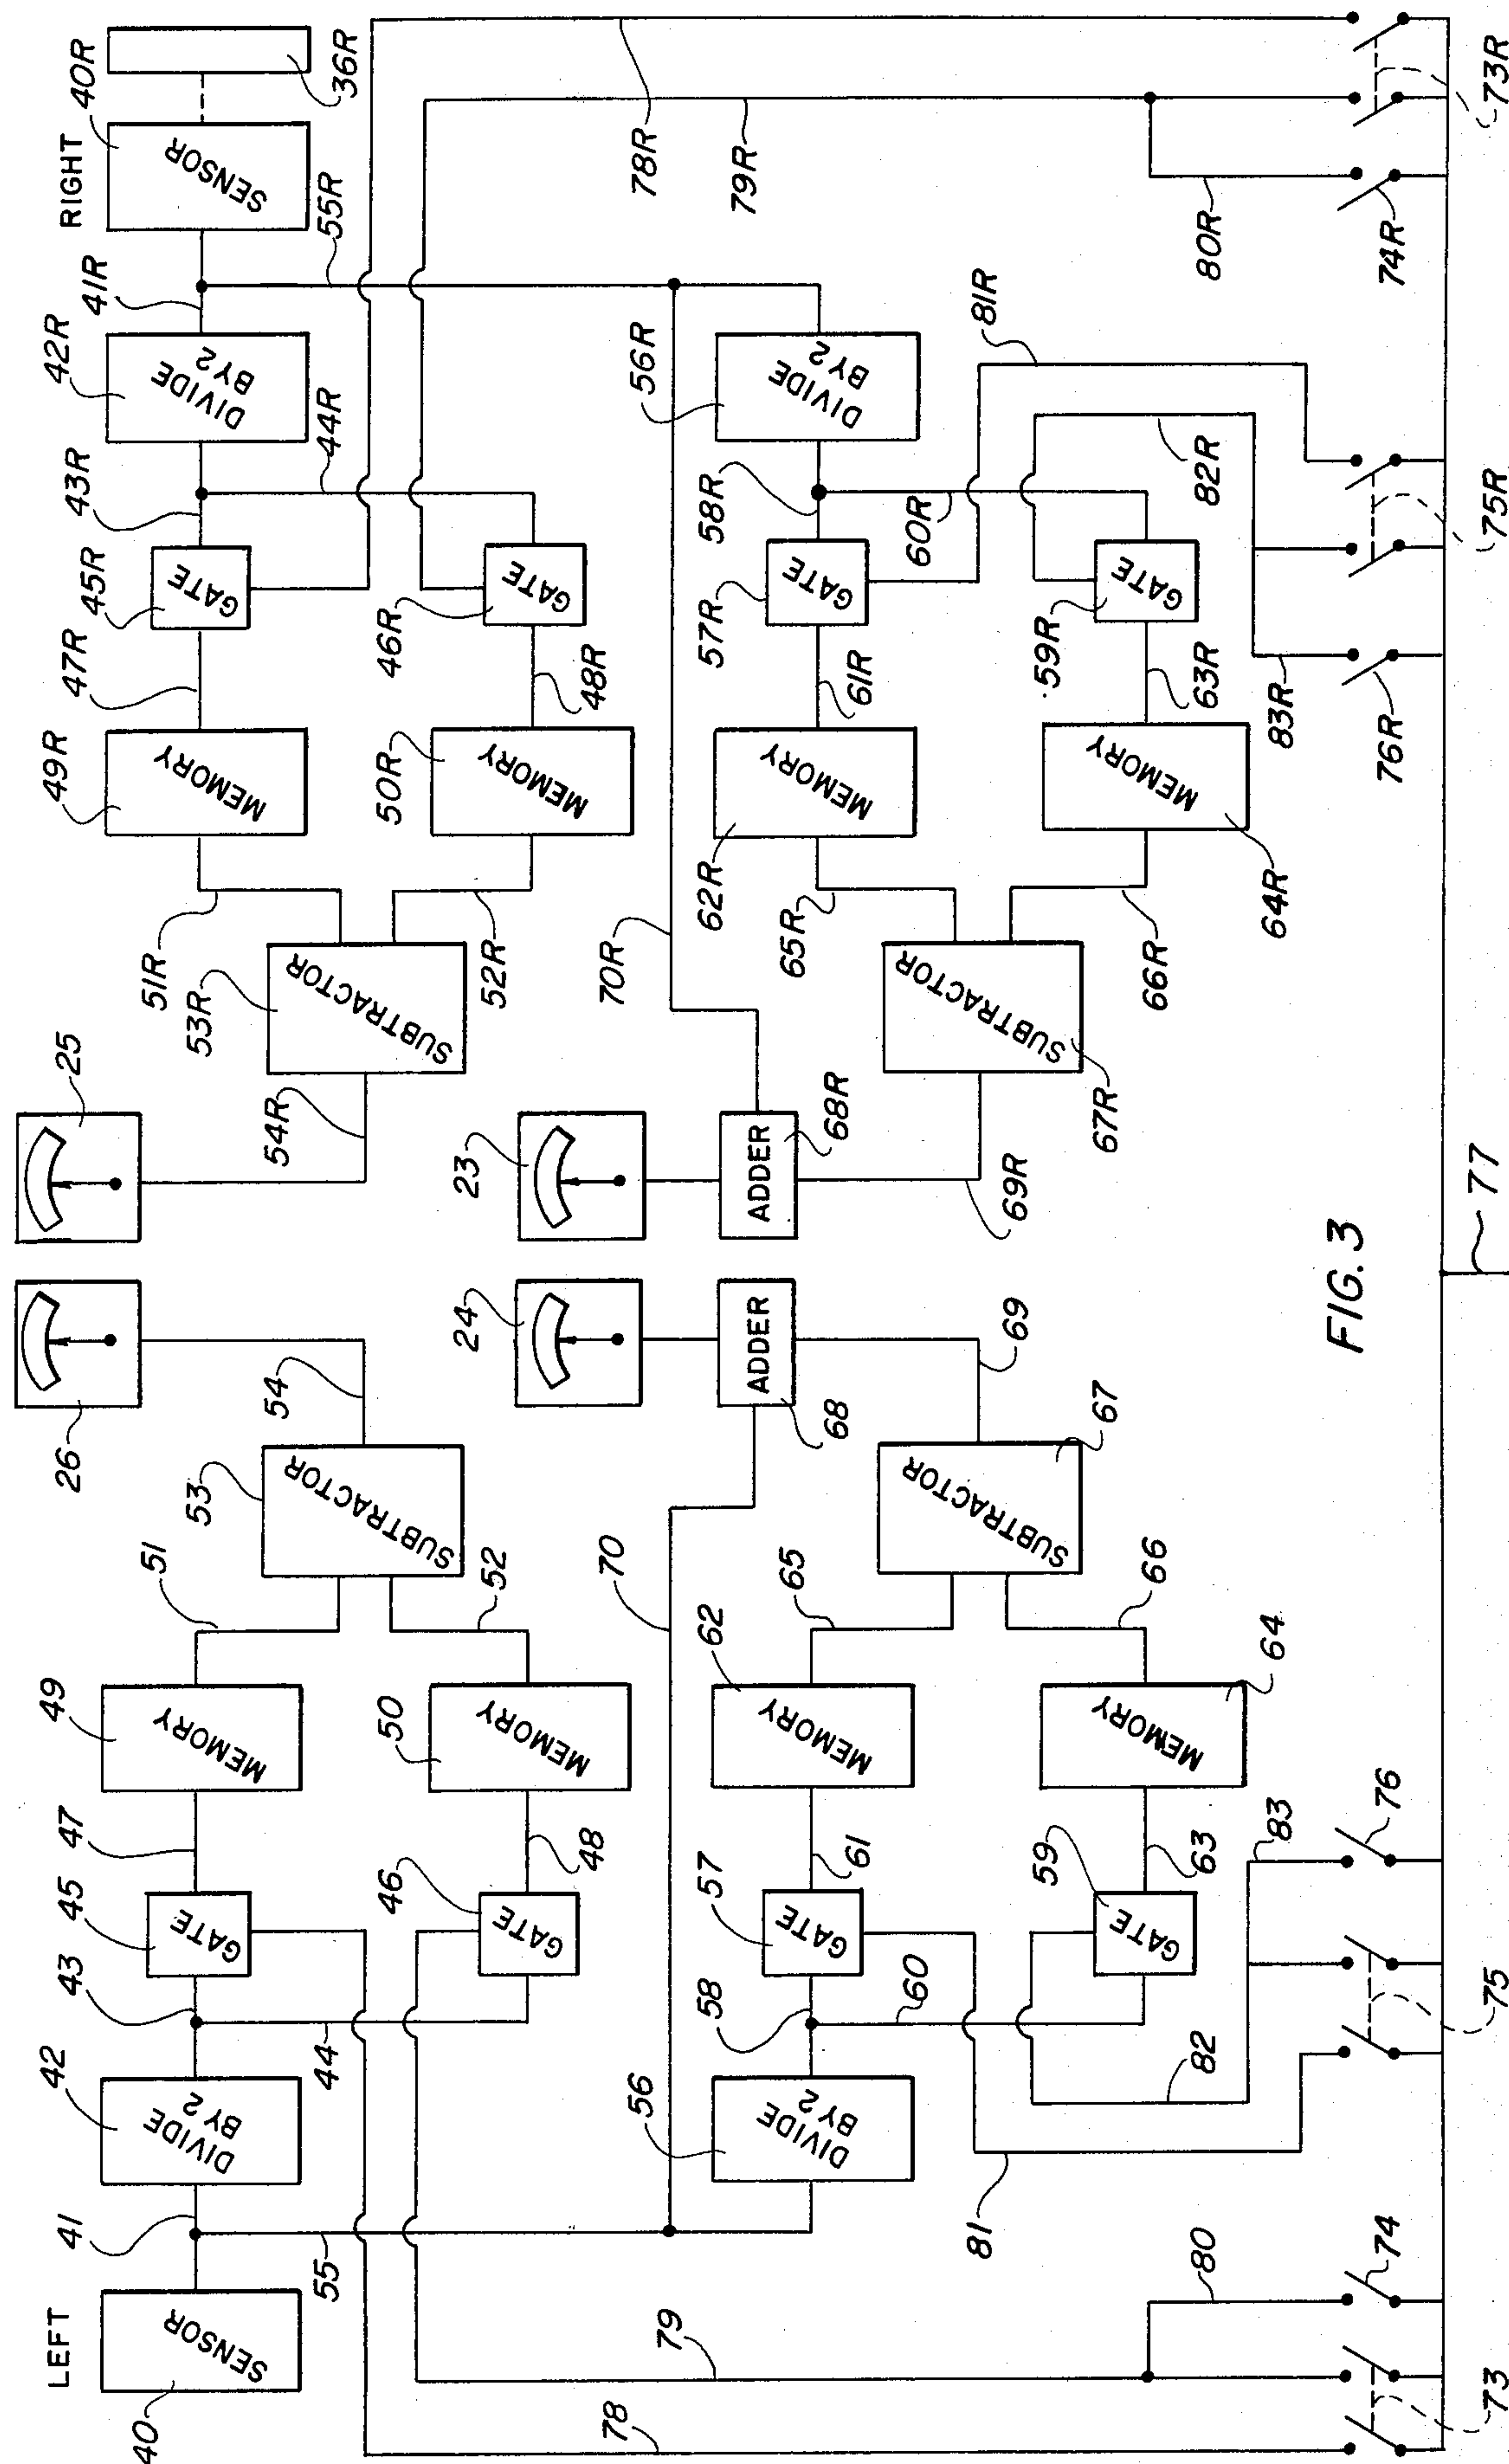 LEFT
RIGHT
40
SENSOR
41
42
DIVIDE
BY 2
43
44
45
GATE
46
GATE
47
48
49
MEMORY
50
MEMORY
51
52
53
SUBTRACTOR
54
26
25
54R
53R
SUBTRACTOR
51R
52R
49R
MEMORY
50R
MEMORY
47R
48R
45R
GATE
46R
GATE
43R
44R
42R
DIVIDE
BY 2
41R
40R
SENSOR
36R
55
55R
70
70R
56
DIVIDE
BY 2
58
60
57
GATE
59
GATE
61
63
62
MEMORY
64
MEMORY
65
66
67
SUBTRACTOR
69
68
ADDER
24
23
ADDER
68R
69R
67R
SUBTRACTOR
65R
66R
62R
MEMORY
64R
MEMORY
61R
63R
57R
GATE
59R
GATE
58R
60R
56R
DIVIDE
BY 2
78
79
80
81
82
83
83R
82R
81R
80R
79R
78R
73
74
75
76
76R
75R
74R
73R
77
FIG. 3